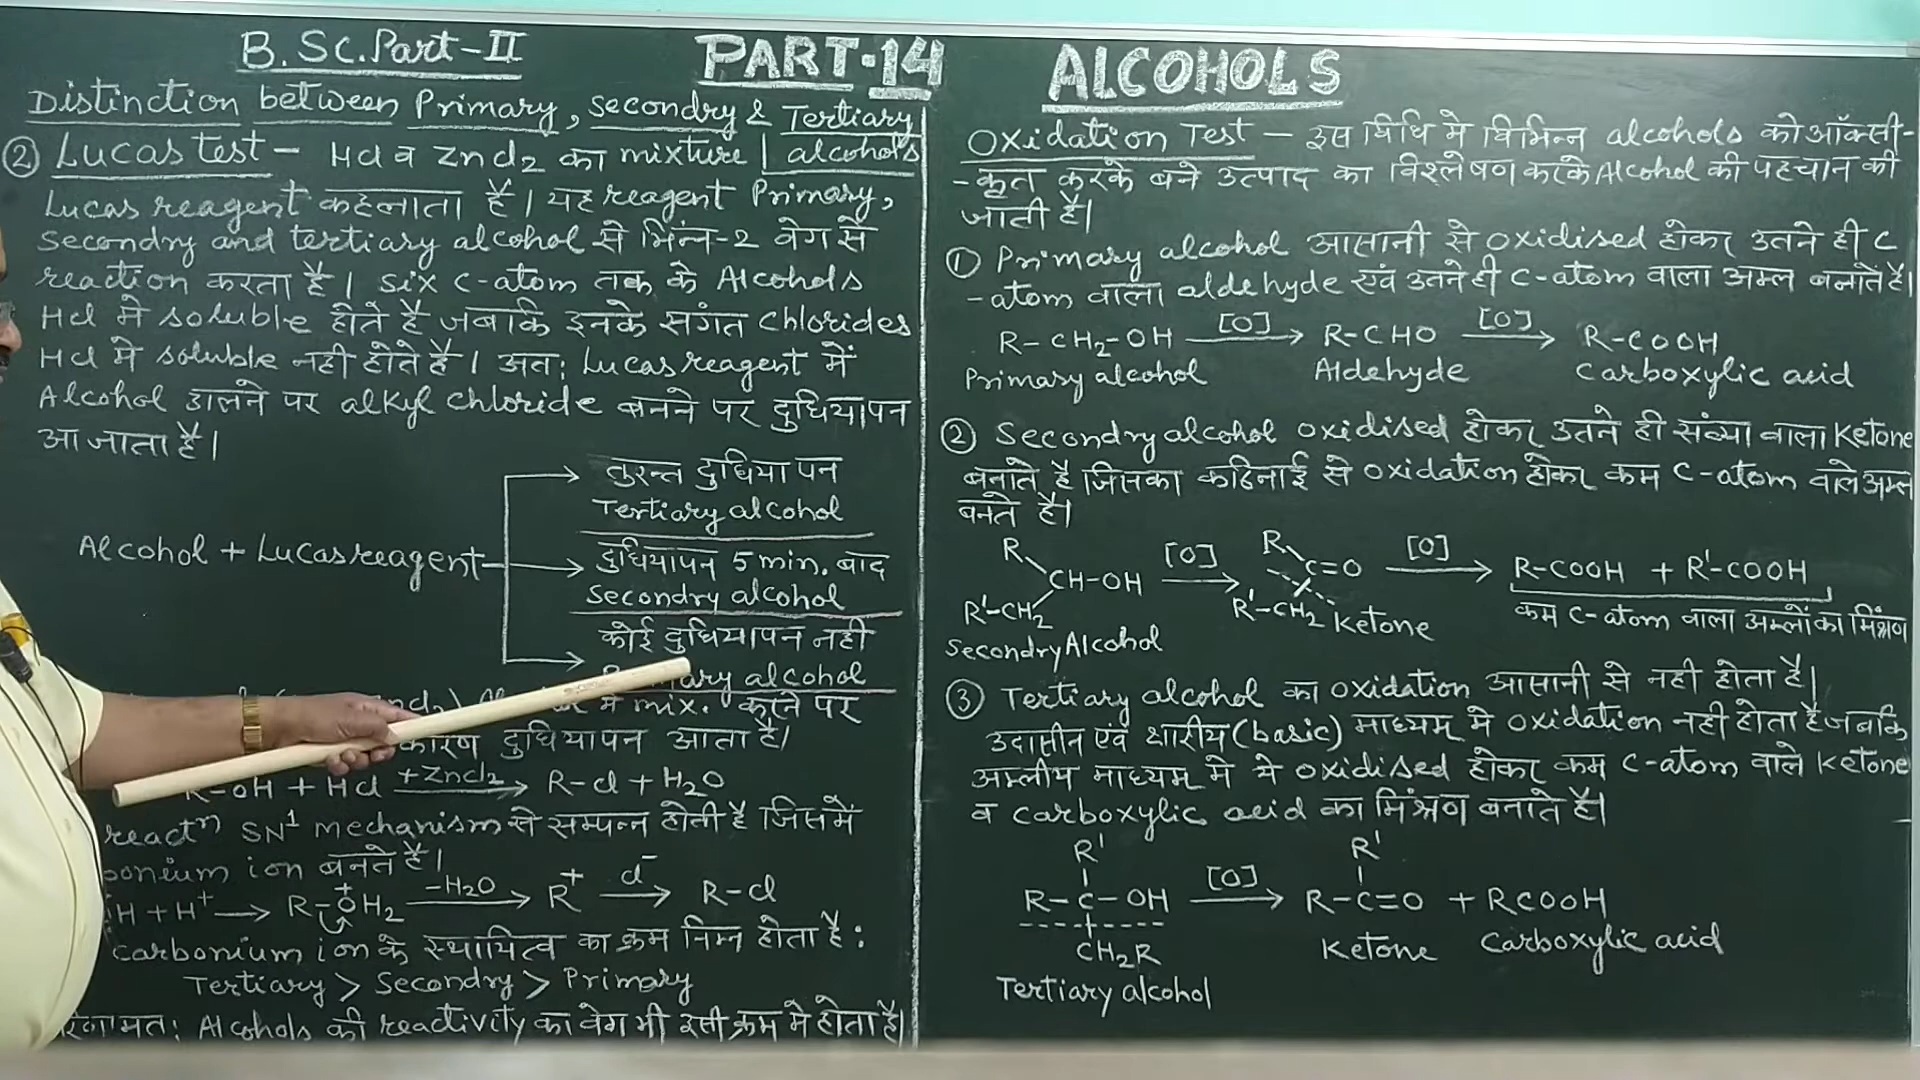 B.Sc. Part-II
PART-14
ALCOHOLS
Distinction between Primary, Secondry & Tertiary
alcohols
② Lucas test - HCl व ZnCl2 का mixture
Lucas reagent कहलाता है। यह reagent Primary,
Secondry and tertiary alcohol से भिन्न-2 वेग से
reaction करता है। Six C-atom तक के Alcohols
HCl मे soluble होते है जबकि इनके संगत chlorides
HCl मे soluble नही होते है। अत: Lucas reagent में
Alcohol डालने पर alkyl chloride बनने पर दुधियापन
आ जाता है।
Alcohol + Lucas reagent
तुरन्त दुधिया पन
Tertiary alcohol
दुधियापन 5 min. बाद
Secondry alcohol
कोई दुधियापन नही
alcohol
mix. करने पर
कारण दुधियापन आता है।
R-OH + HCl +ZnCl2 → R-Cl + H2O
reactn SN1 mechanism से सम्पन्न होती है जिसमें
ion बनते है।
H + H+ → R-O+H2 -H2O → R+ Cl- → R-Cl
carbonium ion के स्थायित्व का क्रम निम्न होता है:
Tertiary > Secondry > Primary
Alcohols की reactivity का वेग भी इसी क्रम मे होता है।
Oxidation Test - इस विधि मे विभिन्न alcohols को ऑक्सी-
-कृत करके बने उत्पाद का विश्लेषण करके Alcohol की पहचान की
जाती है।
① Primary alcohol आसानी से oxidised होकर उतने ही C
-atom वाला aldehyde एवं उतने ही C-atom वाला अम्ल बनाते है।
R-CH2-OH [O] → R-CHO [O] → R-COOH
Primary alcohol Aldehyde Carboxylic acid
② Secondry alcohol oxidised होकर उतने ही संख्या वाला Ketone
बनाते है जिसका कठिनाई से oxidation होकर कम C-atom वाले अम्ल
बनते है।
R R
CH-OH [O] → C=O [O] → R-COOH + R'-COOH
R'-CH2 R'-CH2 Ketone कम C-atom वाला अम्लों का मिश्रण
Secondry Alcohol
③ Tertiary alcohol का oxidation आसानी से नही होता है।
उदासीन एवं क्षारीय (basic) माध्यम मे oxidation नही होता है जबकि
अम्लीय माध्यम मे ये oxidised होकर कम C-atom वाले Ketone
व carboxylic acid का मिश्रण बनाते है।
R' R'
R-C-OH [O] → R-C=O + RCOOH
CH2R Ketone Carboxylic acid
Tertiary alcohol